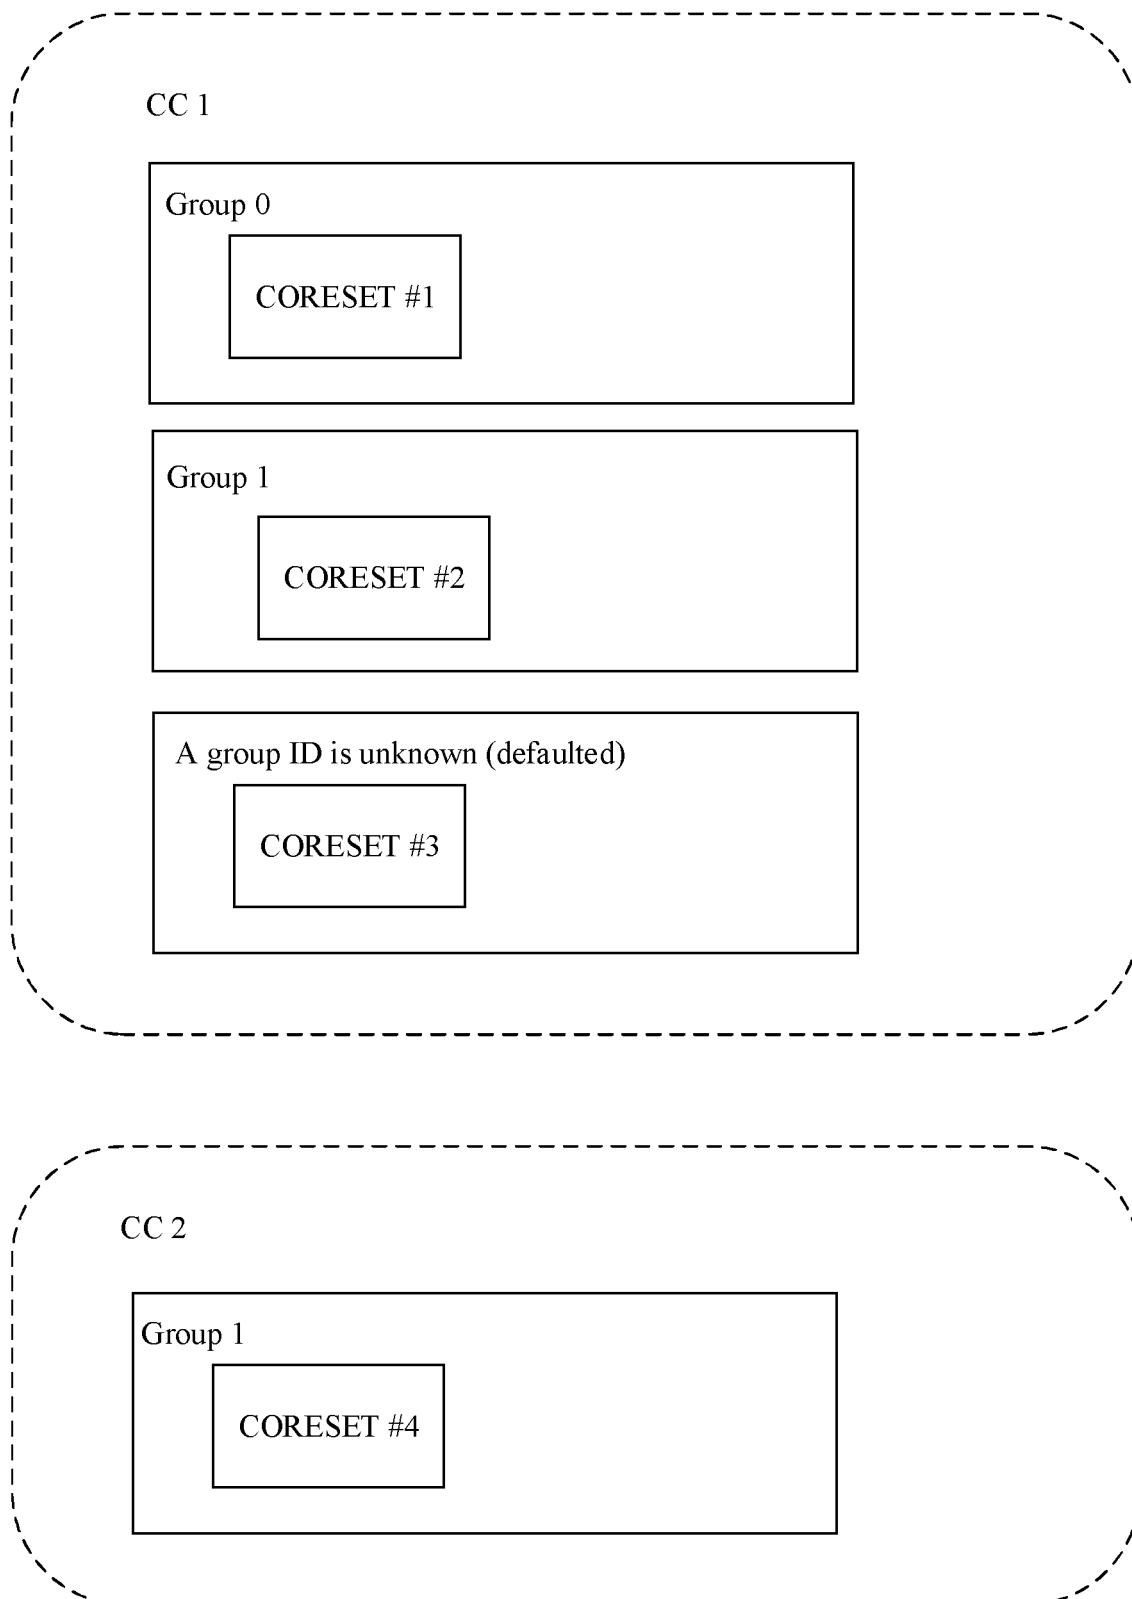 CC 1
Group 0
CORESET #1
Group 1
CORESET #2
A group ID is unknown (defaulted)
CORESET #3
CC 2
Group 1
CORESET #4